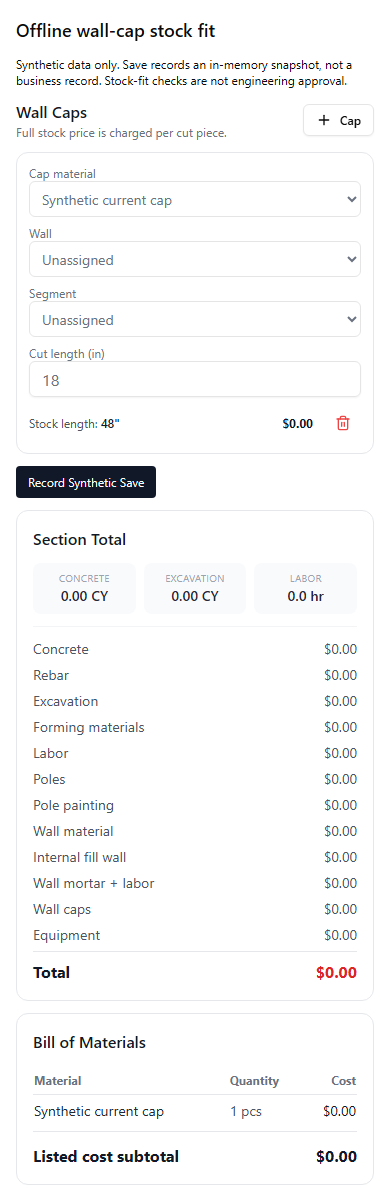 Offline wall-cap stock fit
Synthetic data only. Save records an in-memory snapshot, not a
business record. Stock-fit checks are not engineering approval.
Wall Caps
Full stock price is charged per cut piece.
+ Cap
Cap material
Synthetic current cap
Wall
Unassigned
Segment
Unassigned
Cut length (in)
18
Stock length: 48" $0.00
Record Synthetic Save
Section Total
CONCRETE EXCAVATION LABOR
0.00 CY 0.00 CY 0.0 hr
Concrete $0.00
Rebar $0.00
Excavation $0.00
Forming materials $0.00
Labor $0.00
Poles $0.00
Pole painting $0.00
Wall material $0.00
Internal fill wall $0.00
Wall mortar + labor $0.00
Wall caps $0.00
Equipment $0.00
Total $0.00
Bill of Materials
Material Quantity Cost
Synthetic current cap 1 pcs $0.00
Listed cost subtotal $0.00